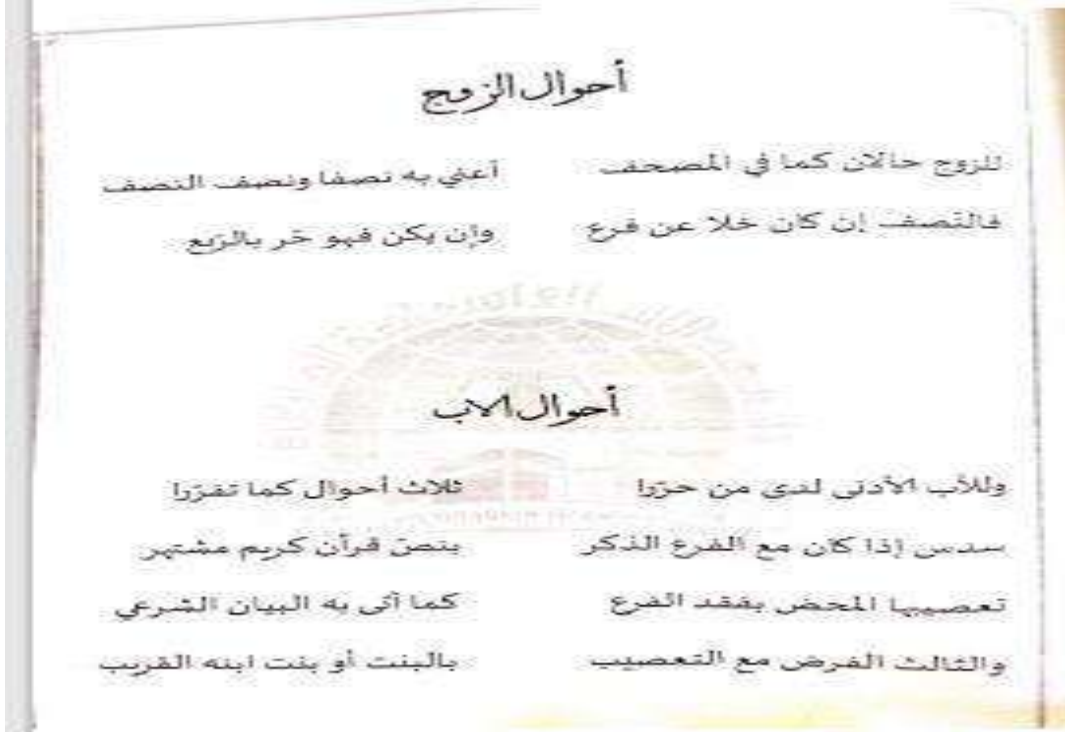 أحوال الزوج
للزوج حالان كما في المصحف أعني به نصفا ونصف النصف
فالنصف إن كان خلا عن فرع وإن يكن فهو حر بالربع
أحوال الاب
وللأب الأدنى لدى من حررا ثلاث أحوال كما تقررا
سدس إذا كان مع الفرع الذكر بنص قرآن كريم مشتهر
تعصيبها المحض بفقد الفرع كما أتى به البيان الشرعي
والثالث الفرض مع التعصيب بالبنت أو بنت ابنه القريب